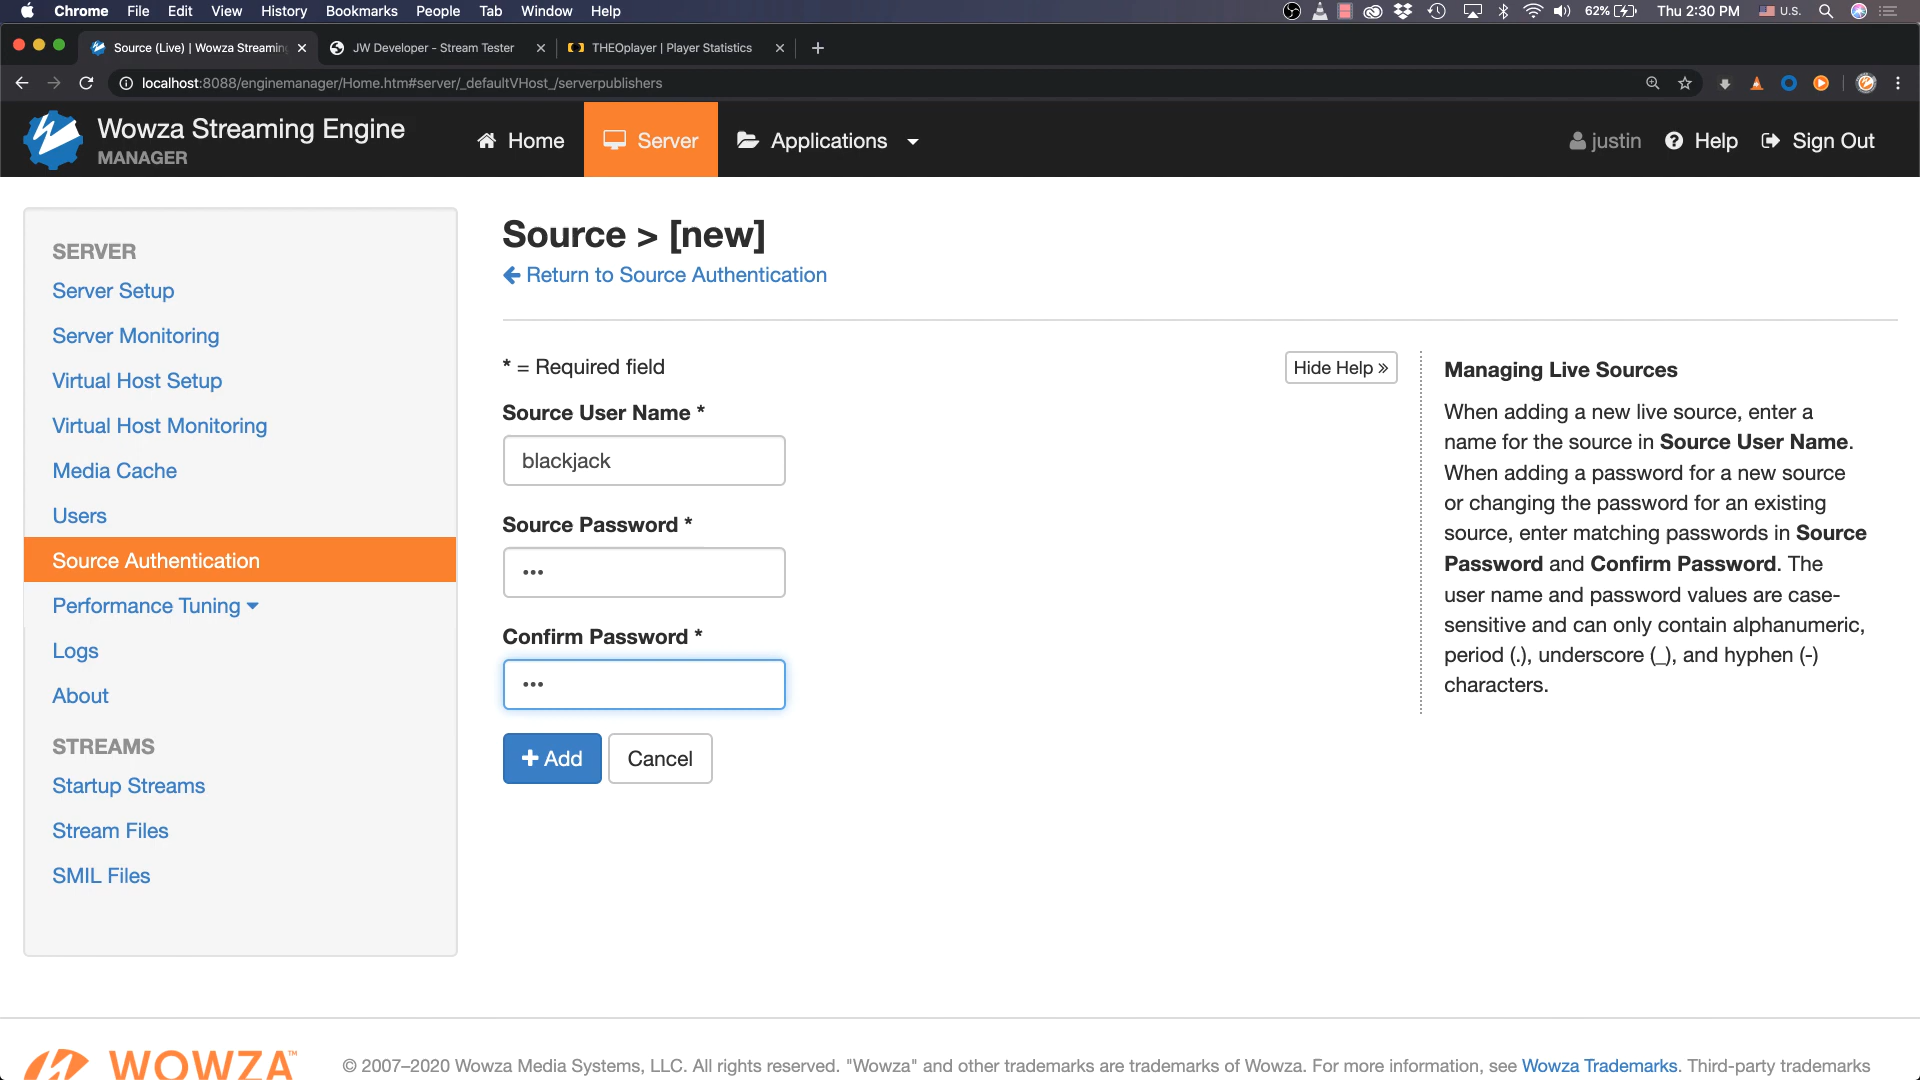 Chrome File Edit View History Bookmarks People Tab Window Help 62% Thu 2:30 PM U.S.
Source (Live) | Wowza Streaming JW Developer - Stream Tester THEOplayer | Player Statistics
localhost:8088/enginemanager/Home.htm#server/_defaultVHost_/serverpublishers
Wowza Streaming Engine
MANAGER
Home Server Applications justin Help Sign Out
SERVER
Server Setup
Server Monitoring
Virtual Host Setup
Virtual Host Monitoring
Media Cache
Users
Source Authentication
Performance Tuning
Logs
About
STREAMS
Startup Streams
Stream Files
SMIL Files
Source > [new]
Return to Source Authentication
* = Required field
Hide Help »
Source User Name *
blackjack
Source Password *
•••
Confirm Password *
•••
+ Add Cancel
Managing Live Sources
When adding a new live source, enter a
name for the source in Source User Name.
When adding a password for a new source
or changing the password for an existing
source, enter matching passwords in Source
Password and Confirm Password. The
user name and password values are case-
sensitive and can only contain alphanumeric,
period (.), underscore (_), and hyphen (-)
characters.
WOWZA™
© 2007–2020 Wowza Media Systems, LLC. All rights reserved. "Wowza" and other trademarks are trademarks of Wowza. For more information, see Wowza Trademarks. Third-party trademarks